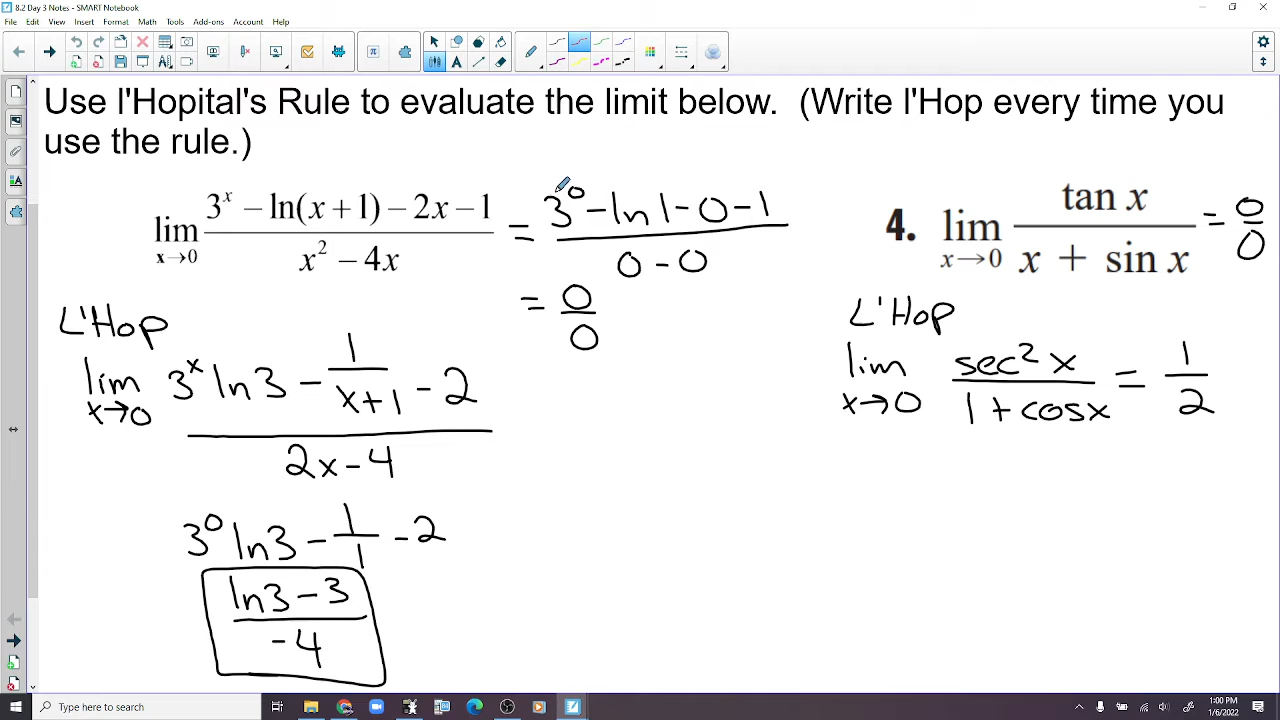 8.2 Day 3 Notes - SMART Notebook
File Edit View Insert Format Math Tools Add-ons Account Help
Use l'Hopital's Rule to evaluate the limit below. (Write l'Hop every time you
use the rule.)
lim x→0 (3^x − ln(x + 1) − 2x − 1)/(x² − 4x) = (3^0 − ln 1 − 0 − 1)/(0 − 0)
= 0/0
L'Hop
lim x→0 (3^x ln3 − 1/(x+1) − 2)/(2x − 4)
3^0 ln3 − 1/1 − 2
(ln3 − 3)/(−4)
4. lim x→0 tan x/(x + sin x) = 0/0
L'Hop
lim x→0 sec² x/(1 + cosx) = 1/2
Type here to search
1:00 PM
1/6/2022